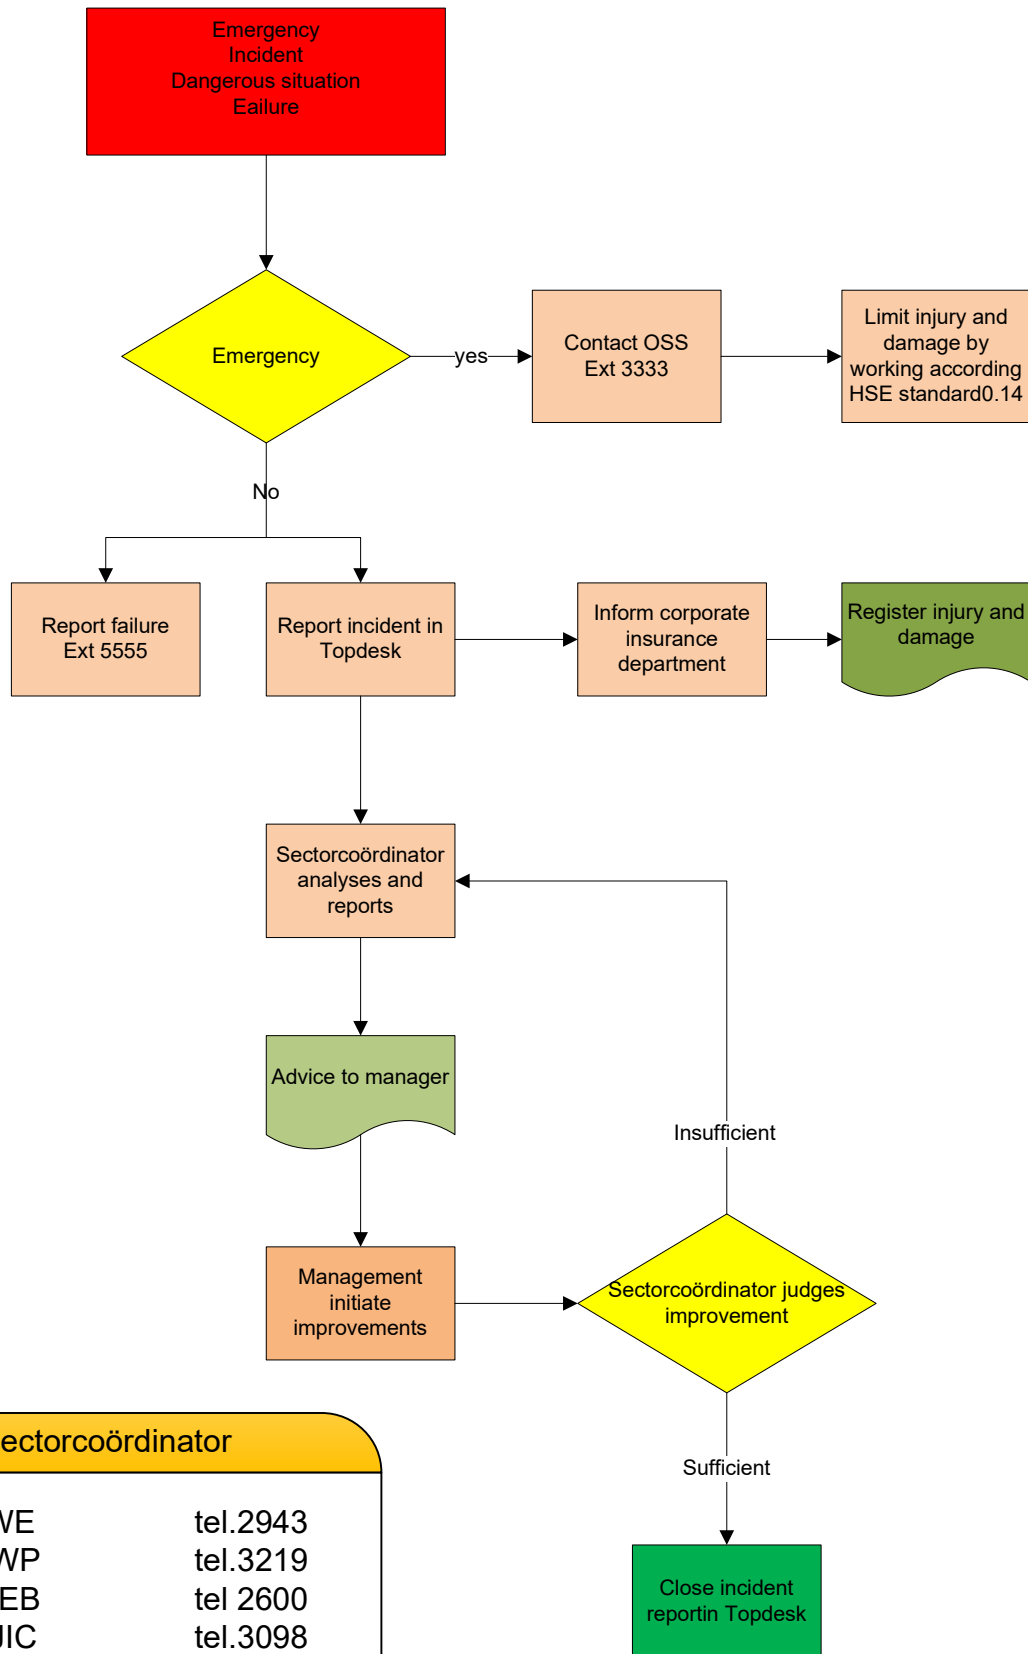 Emergency
Incident
Dangerous situation
Eailure
Emergency
yes
Contact OSS
Ext 3333
Limit injury and
damage by
working according
HSE standard0.14
No
Report failure
Ext 5555
Report incident in
Topdesk
Inform corporate
insurance
department
Register injury and
damage
Sectorcoördinator
analyses and
reports
Advice to manager
Insufficient
Management
initiate
improvements
Sectorcoördinator judges
improvement
Sufficient
Close incident
reportin Topdesk
ectorcoördinator
WE tel.2943
WP tel.3219
EB tel 2600
JIC tel.3098